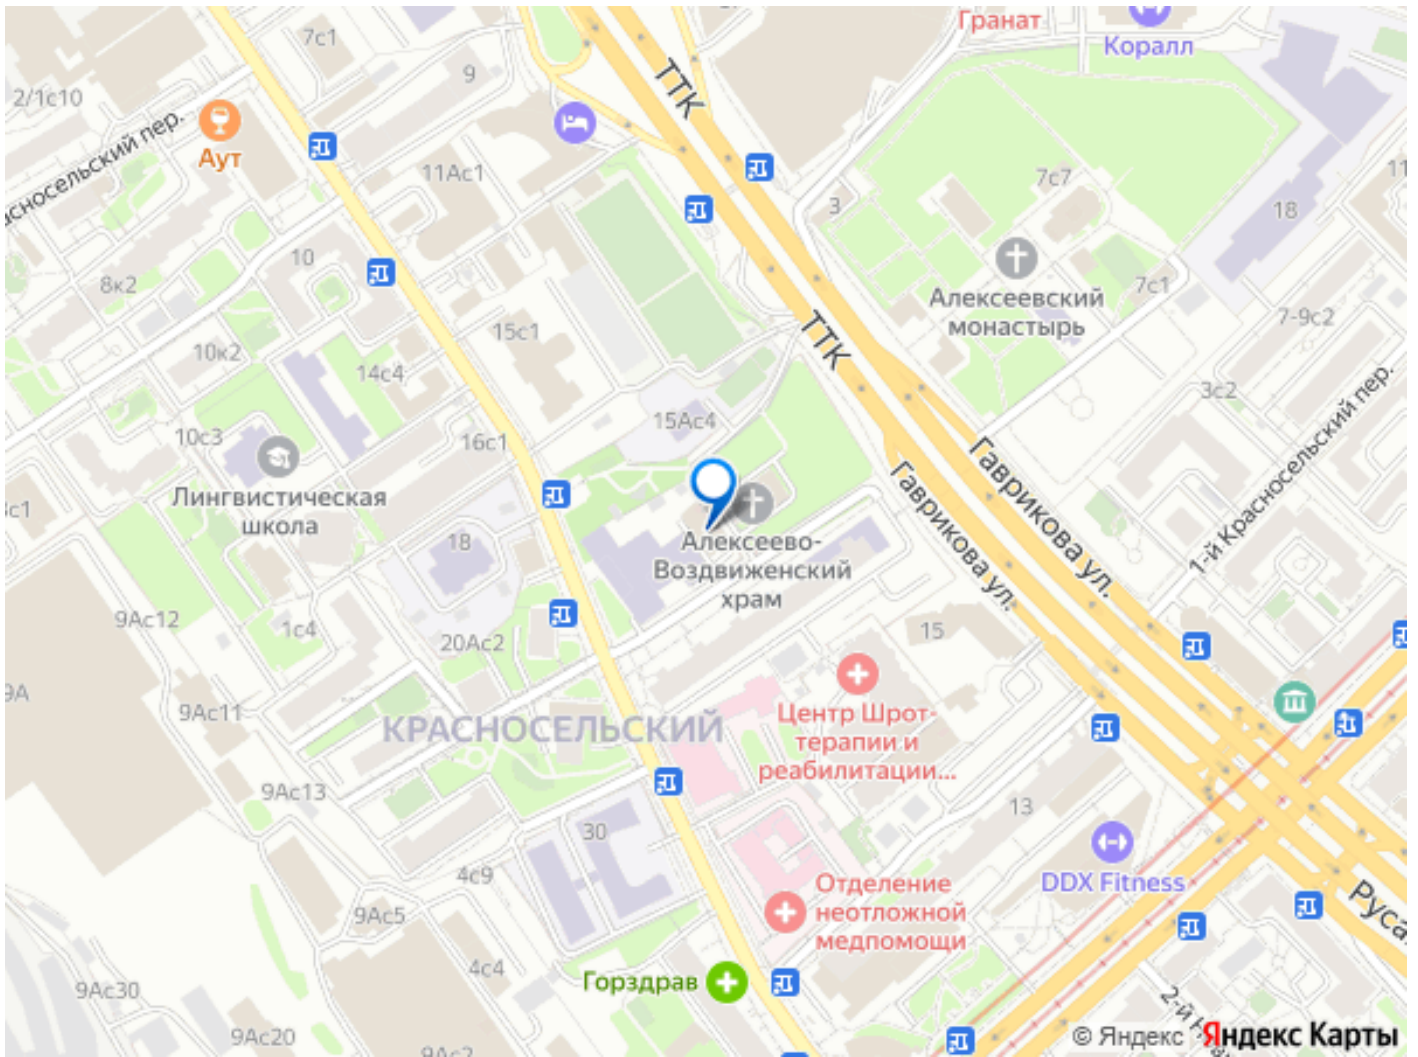 Гранат
Коралл
7с1
9
2/1с10
ТТК
Аут
11Ас1
7с7
3
18
10
8к2
Алексеевский
монастырь
7с1
7-9с2
15с1
ТТК
10к2
14с4
3с2
1-й Красносельский пер.
15Ас4
10с3
16с1
Гаврикова ул.
Гаврикова ул.
Лингвистическая
школа
18
Алексеево-
Воздвиженский
храм
9Ас12
1с4
20Ас2
15
9А
9Ас11
КРАСНОСЕЛЬСКИЙ
Центр Шрот-
терапии и
реабилитации...
9Ас13
13
30
DDX Fitness
4с9
Отделение
неотложной
медпомощи
9Ас5
4с4
Горздрав
9Ас30
9Ас20
© Яндекс
Яндекс Карты